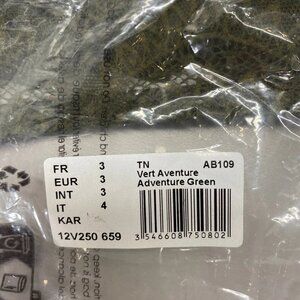 FR 3 TN AB109
EUR 3 Vert Aventure
INT 3 Adventure Green
IT 4
KAR
12V250 659 3 546608 750802